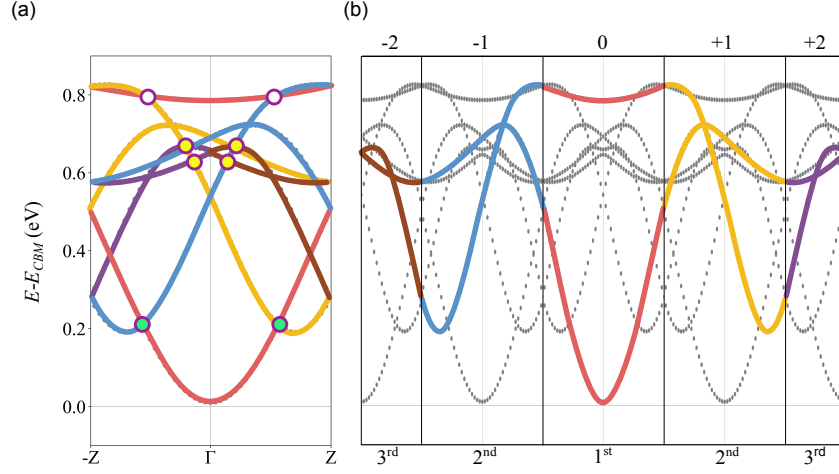 (a)
(b)
-2 -1 0 +1 +2
E-E_CBM (eV)
0.8
0.6
0.4
0.2
0.0
-Z Γ Z
3rd 2nd 1st 2nd 3rd